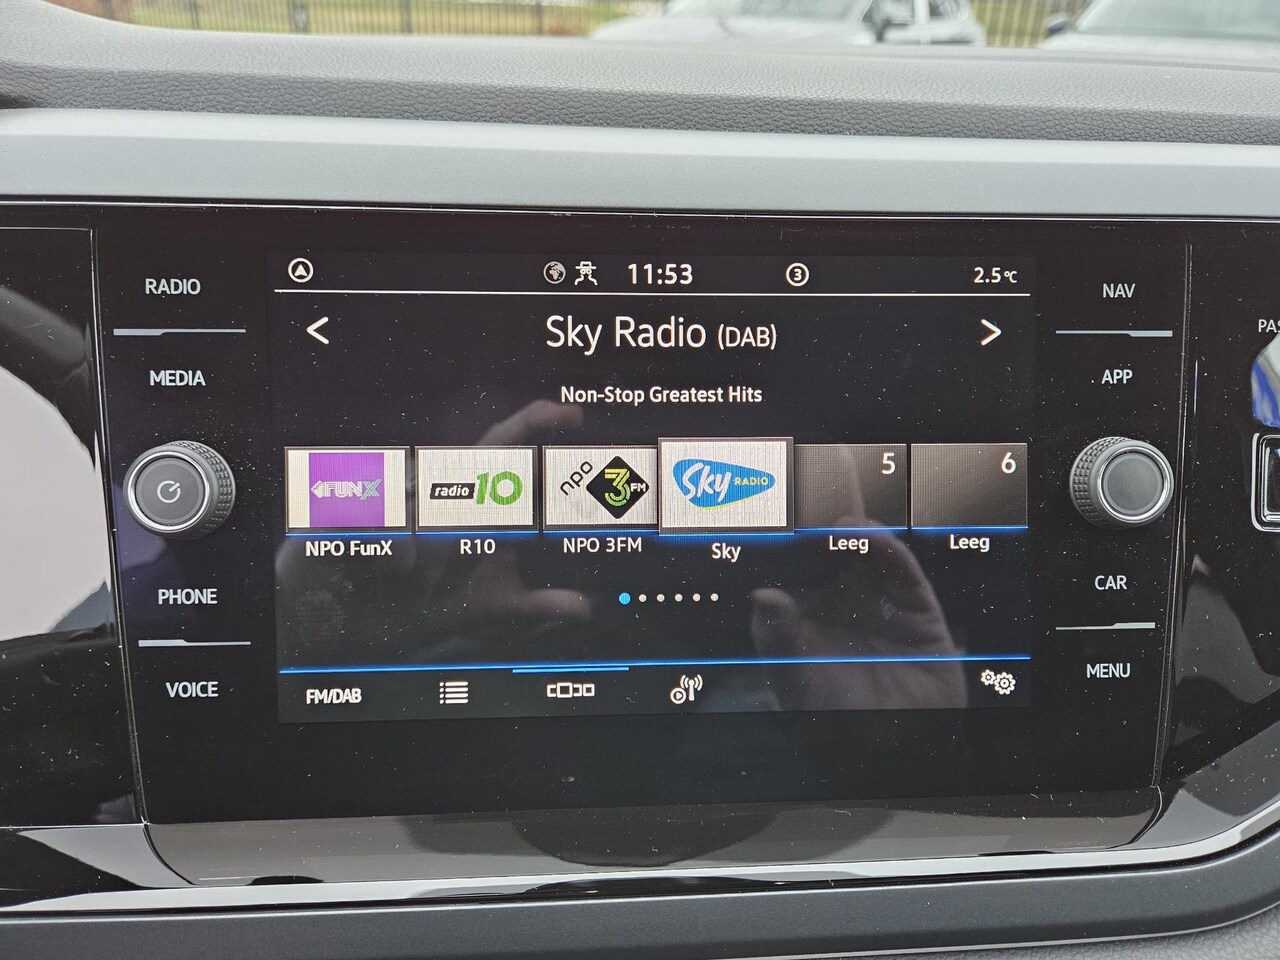 RADIO
MEDIA
PHONE
VOICE
11:53
3
2.5°C
< Sky Radio (DAB) >
Non-Stop Greatest Hits
FUNX
radio 10
npo 3FM
Sky RADIO
5
6
NPO FunX
R10
NPO 3FM
Sky
Leeg
Leeg
FM/DAB
NAV
APP
CAR
MENU
PAS